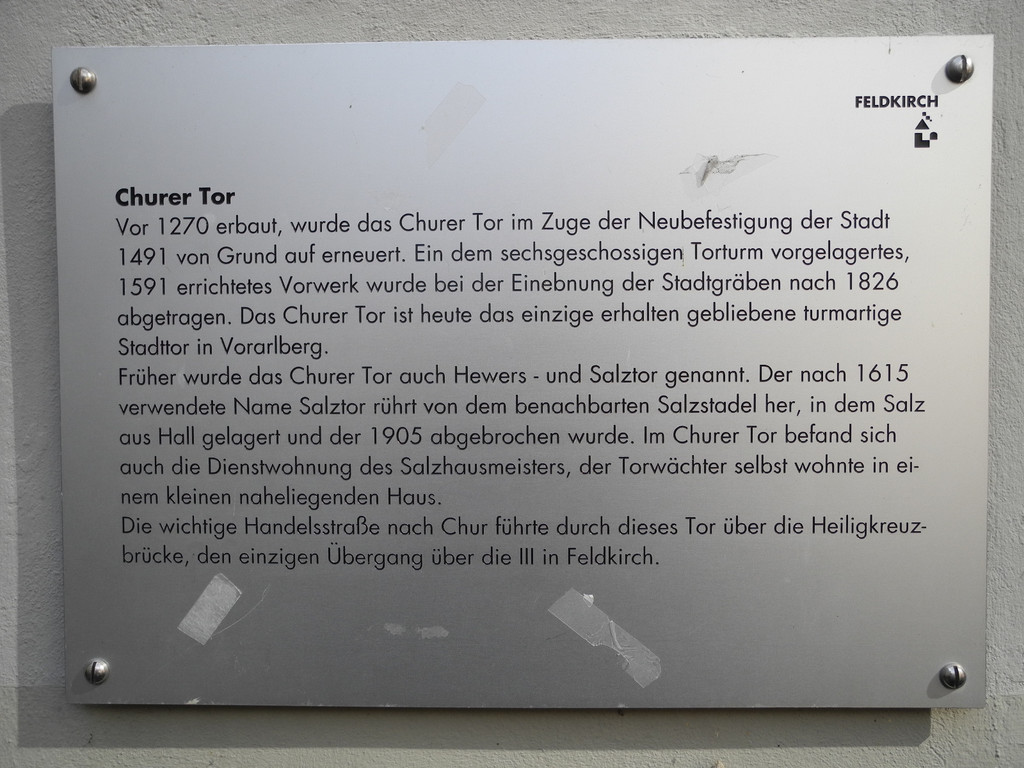 FELDKIRCH
Churer Tor
Vor 1270 erbaut, wurde das Churer Tor im Zuge der Neubefestigung der Stadt
1491 von Grund auf erneuert. Ein dem sechsgeschossigen Torturm vorgelagertes,
1591 errichtetes Vorwerk wurde bei der Einebnung der Stadtgräben nach 1826
abgetragen. Das Churer Tor ist heute das einzige erhalten gebliebene turmartige
Stadttor in Vorarlberg.
Früher wurde das Churer Tor auch Hewers - und Salztor genannt. Der nach 1615
verwendete Name Salztor rührt von dem benachbarten Salzstadel her, in dem Salz
aus Hall gelagert und der 1905 abgebrochen wurde. Im Churer Tor befand sich
auch die Dienstwohnung des Salzhausmeisters, der Torwächter selbst wohnte in ei-
nem kleinen naheliegenden Haus.
Die wichtige Handelsstraße nach Chur führte durch dieses Tor über die Heiligkreuz-
brücke, den einzigen Übergang über die III in Feldkirch.